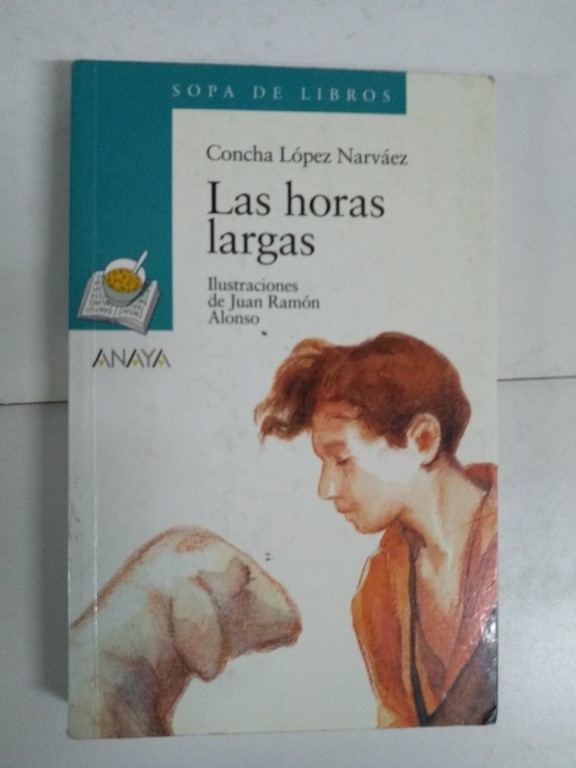 SOPA DE LIBROS
Concha López Narváez
Las horas
largas
Ilustraciones
de Juan Ramón
Alonso
ANAYA